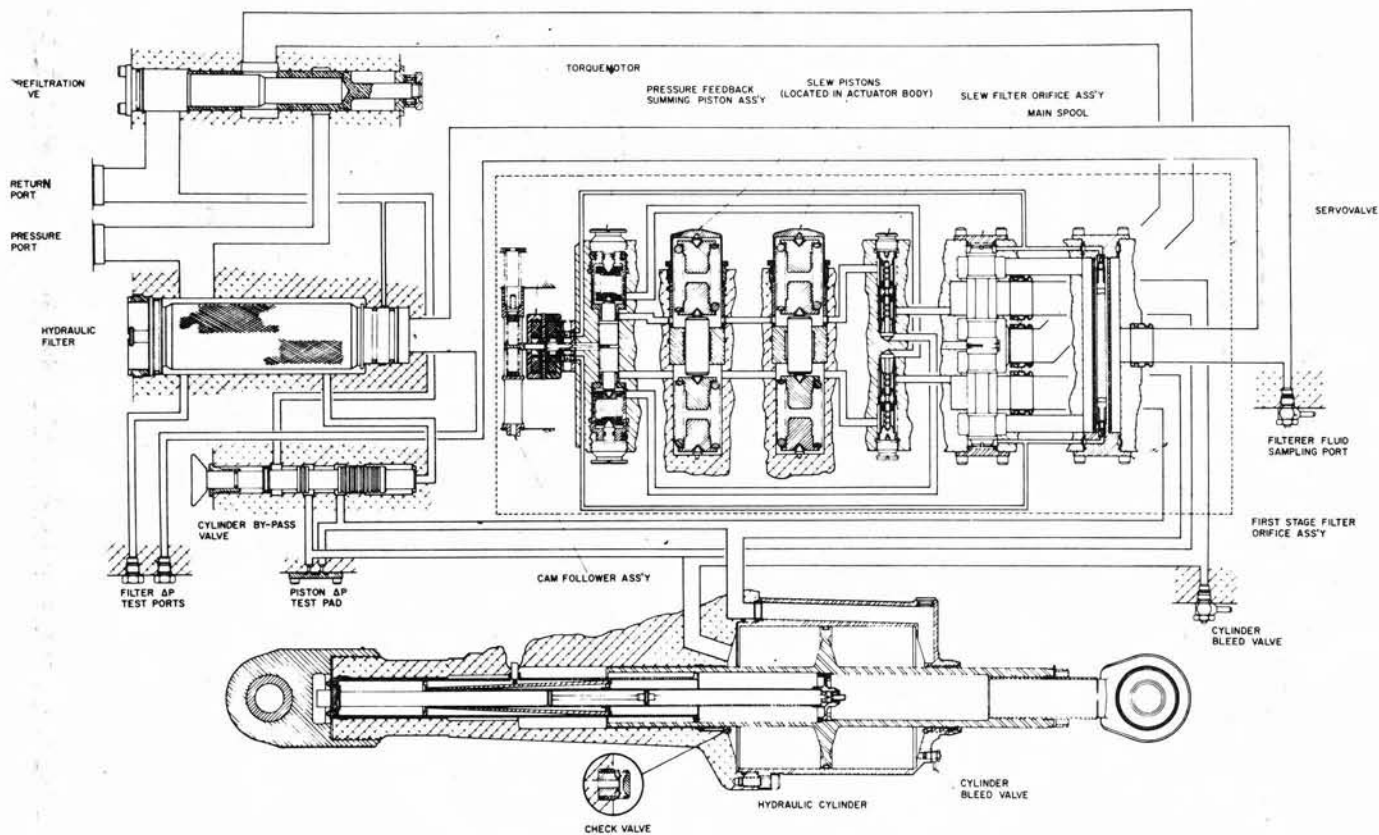 TORQUEMOTOR
PRESSURE FEEDBACK
SUMMING PISTON ASS'Y
SLEW PISTONS
(LOCATED IN ACTUATOR BODY)
SLEW FILTER ORIFICE ASS'Y
MAIN SPOOL
REFILTRATION
VE
RETURN
PORT
PRESSURE
PORT
SERVOVALVE
HYDRAULIC
FILTER
FILTERER FLUID
SAMPLING PORT
CYLINDER BY-PASS
VALVE
FIRST STAGE FILTER
ORIFICE ASS'Y
FILTER ΔP
TEST PORTS
PISTON ΔP
TEST PAD
CAM FOLLOWER ASS'Y
CYLINDER
BLEED VALVE
HYDRAULIC CYLINDER
CYLINDER
BLEED VALVE
CHECK VALVE